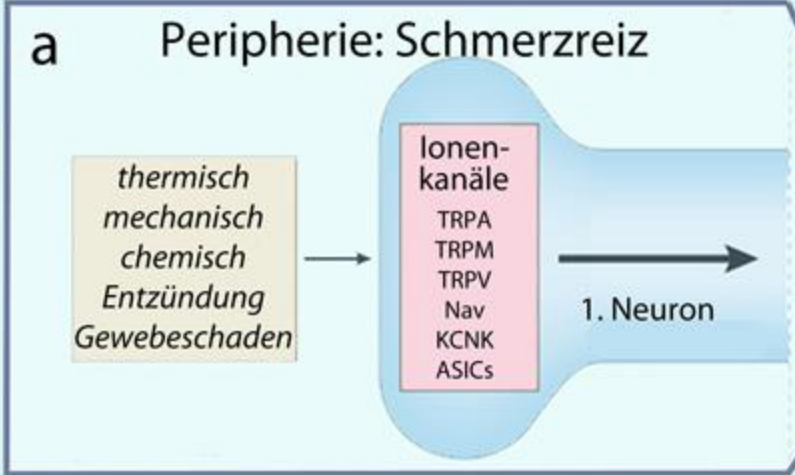 a
Peripherie: Schmerzreiz
thermisch
mechanisch
chemisch
Entzündung
Gewebeschaden
Ionen-
kanäle
TRPA
TRPM
TRPV
Nav
KCNK
ASICs
1. Neuron